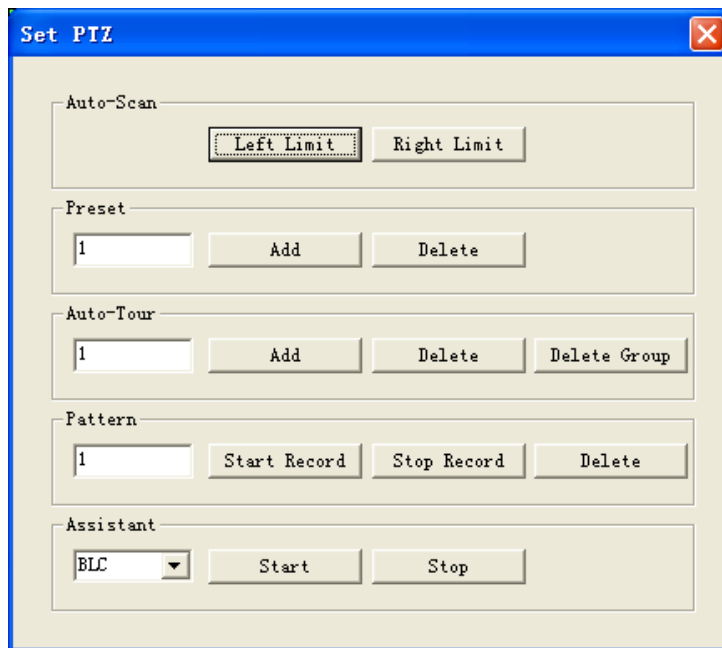 Set PTZ
Auto-Scan
Left Limit Right Limit
Preset
1 Add Delete
Auto-Tour
1 Add Delete Delete Group
Pattern
1 Start Record Stop Record Delete
Assistant
BLC Start Stop